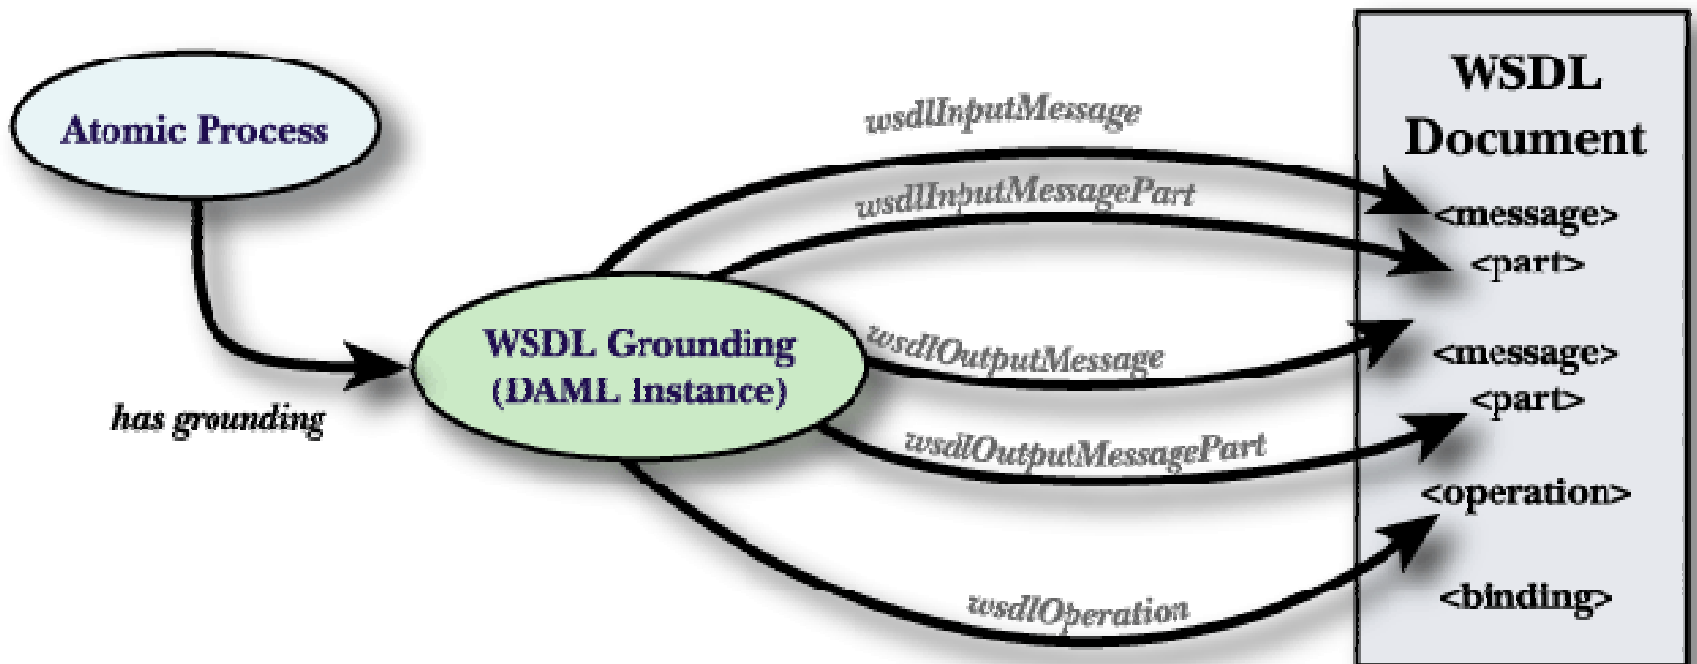 Atomic Process
has grounding
WSDL Grounding
(DAML Instance)
wsdlInputMessage
wsdlInputMessagePart
wsdlOutputMessage
wsdlOutputMessagePart
wsdlOperation
WSDL
Document
<message>
<part>
<message>
<part>
<operation>
<binding>